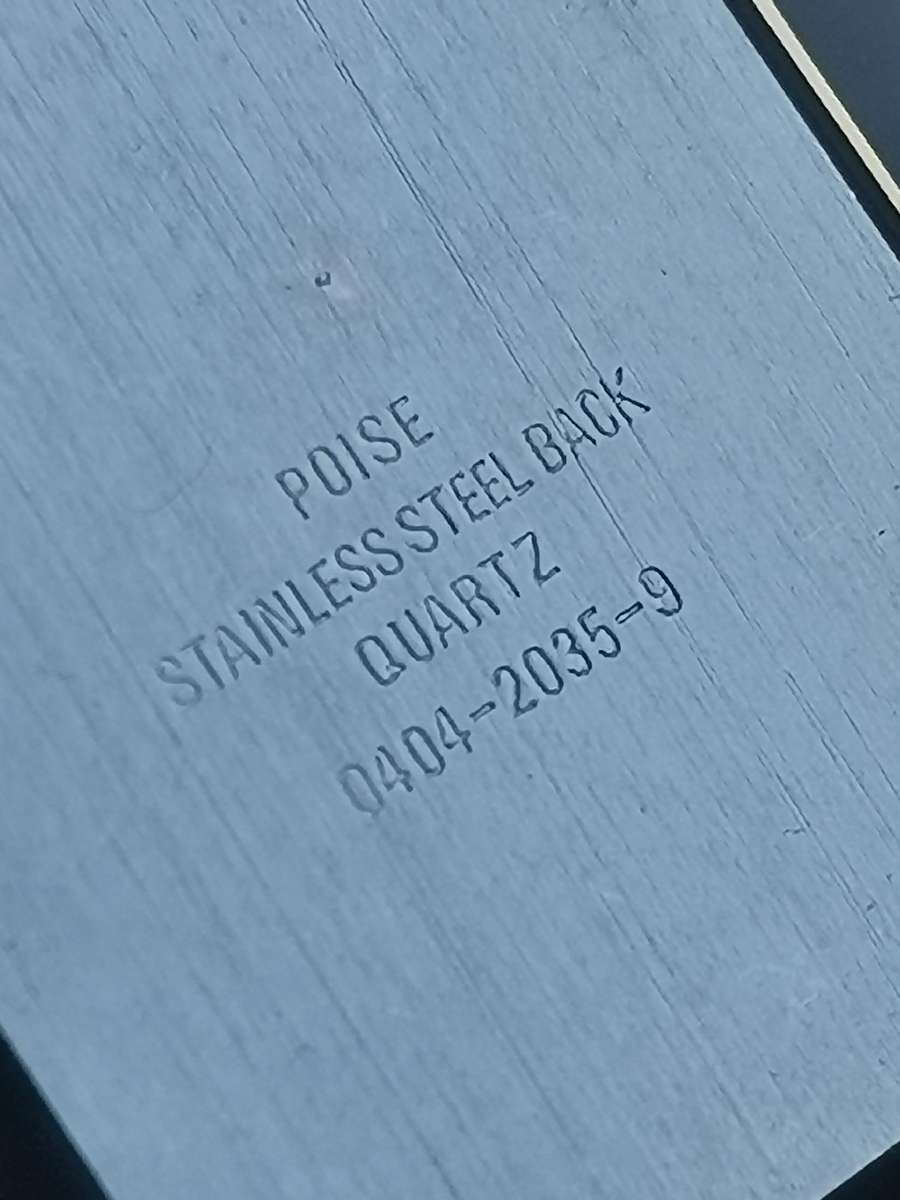 POISE
STAINLESS STEEL BACK
QUARTZ
0404-2035-9